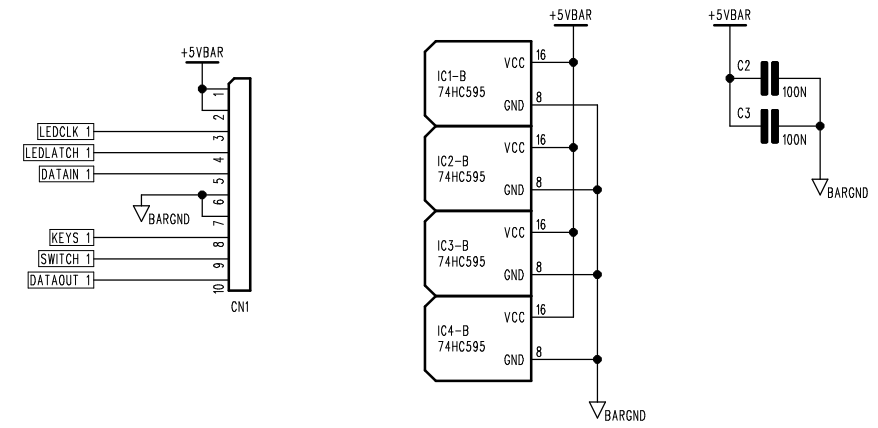 +5VBAR
1
2
LEDCLK 1
3
LEDLATCH 1
4
DATAIN 1
5
6
BARGND
7
KEYS 1
8
SWITCH 1
9
DATAOUT 1
10
CN1
+5VBAR
IC1-B
74HC595
VCC
16
GND
8
IC2-B
74HC595
VCC
16
GND
8
IC3-B
74HC595
VCC
16
GND
8
IC4-B
74HC595
VCC
16
GND
8
BARGND
+5VBAR
C2
100N
C3
100N
BARGND